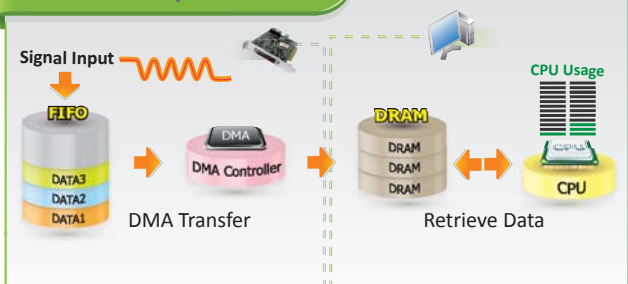 Signal Input
CPU Usage
FIFO
DATA3
DATA2
DATA1
DMA
DMA Controller
DRAM
DRAM
DRAM
DRAM
CPU
CPU
DMA Transfer
Retrieve Data